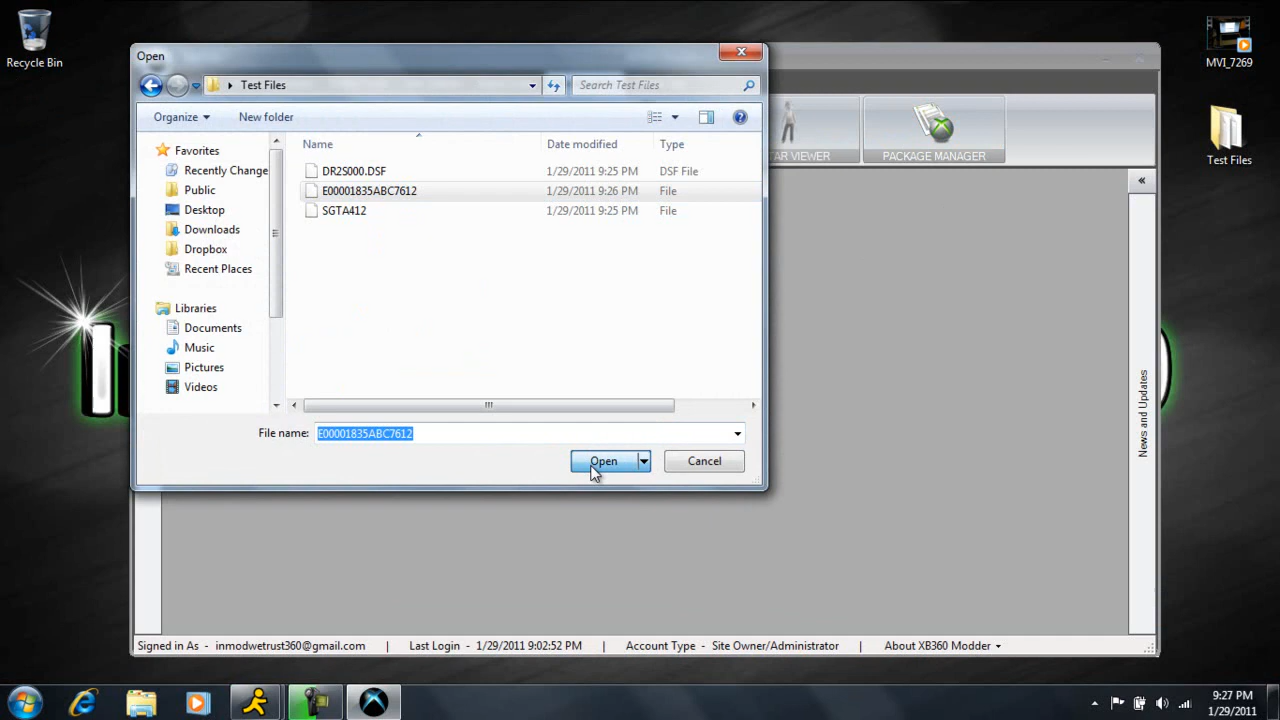 Recycle Bin
MVI_7269
Test Files
Open
Test Files
Search Test Files
Organize
New folder
Name
Date modified
Type
DR2S000.DSF
1/29/2011 9:25 PM
DSF File
E00001835ABC7612
1/29/2011 9:26 PM
File
SGTA412
1/29/2011 9:25 PM
File
Favorites
Recently Change
Public
Desktop
Downloads
Dropbox
Recent Places
Libraries
Documents
Music
Pictures
Videos
File name:
E00001835ABC7612
Open
Cancel
TAR VIEWER
PACKAGE MANAGER
News and Updates
Signed in As - inmodwetrust360@gmail.com | Last Login - 1/29/2011 9:02:52 PM | Account Type - Site Owner/Administrator | About XB360 Modder
9:27 PM
1/29/2011